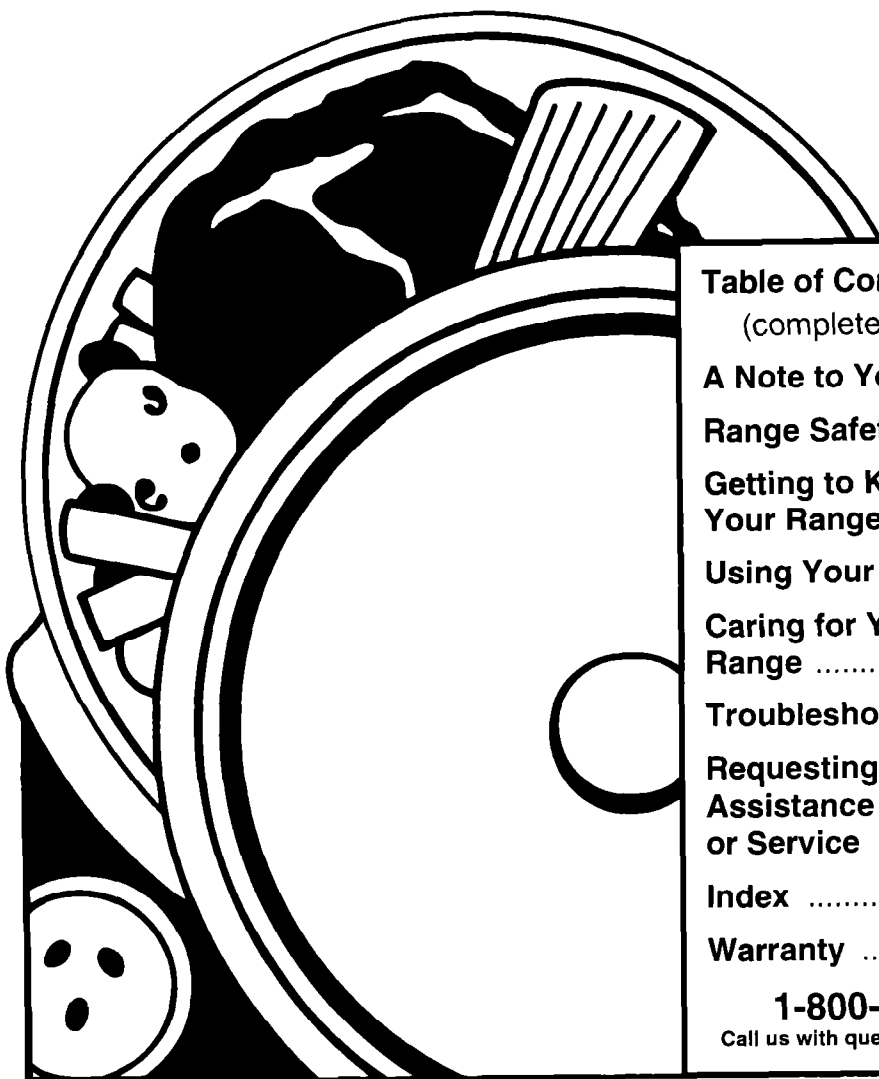 Table of Co
(complete
A Note to Y
Range Safe
Getting to K
Your Range
Using Your
Caring for Y
Range .......
Troublesho
Requesting
Assistance
or Service
Index .........
Warranty ..
1-800-
Call us with que